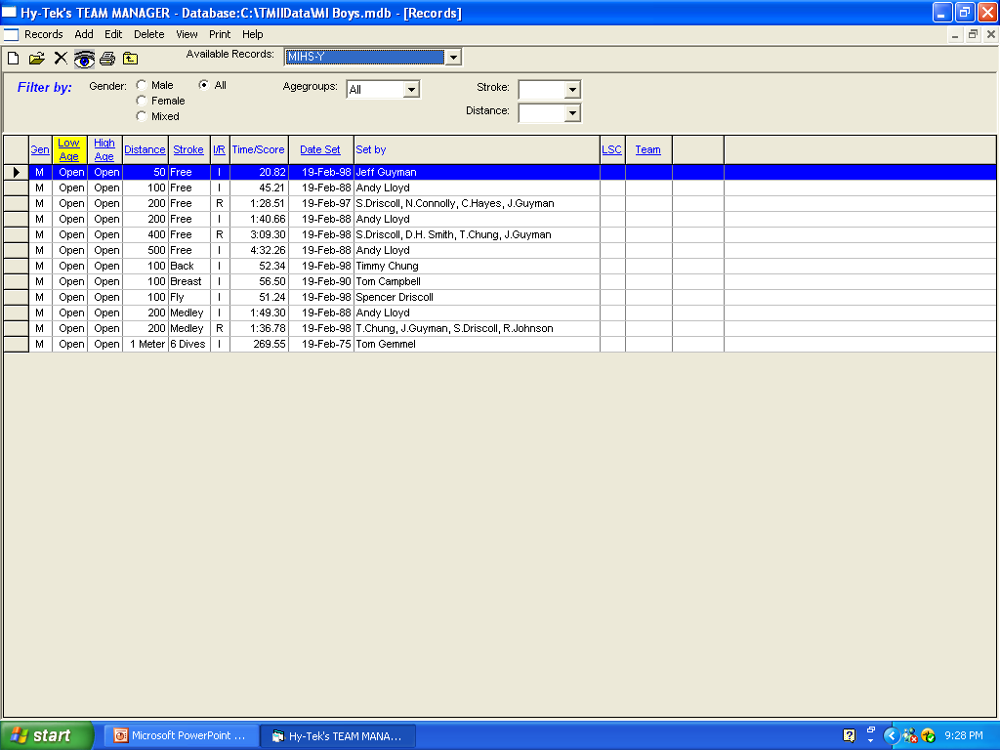 Hy-Tek's TEAM MANAGER - Database:C:\TMIIData\MI Boys.mdb - [Records]
Records Add Edit Delete View Print Help
Available Records: MIHS-Y
Filter by: Gender: Male All Agegroups: All Stroke:
Female
Mixed Distance:
Gen Low Age High Age Distance Stroke I/R Time/Score Date Set Set by LSC Team
M Open Open 50 Free I 20.82 19-Feb-98 Jeff Guyman
M Open Open 100 Free I 45.21 19-Feb-88 Andy Lloyd
M Open Open 200 Free R 1:28.51 19-Feb-97 S.Driscoll, N.Connolly, C.Hayes, J.Guyman
M Open Open 200 Free I 1:40.66 19-Feb-88 Andy Lloyd
M Open Open 400 Free R 3:09.30 19-Feb-98 S.Driscoll, D.H. Smith, T.Chung, J.Guyman
M Open Open 500 Free I 4:32.26 19-Feb-88 Andy Lloyd
M Open Open 100 Back I 52.34 19-Feb-98 Timmy Chung
M Open Open 100 Breast I 56.50 19-Feb-90 Tom Campbell
M Open Open 100 Fly I 51.24 19-Feb-98 Spencer Driscoll
M Open Open 200 Medley I 1:49.30 19-Feb-88 Andy Lloyd
M Open Open 200 Medley R 1:36.78 19-Feb-98 T.Chung, J.Guyman, S.Driscoll, R.Johnson
M Open Open 1 Meter 6 Dives I 269.55 19-Feb-75 Tom Gemmel
start Microsoft PowerPoint ... Hy-Tek's TEAM MANA... 9:28 PM